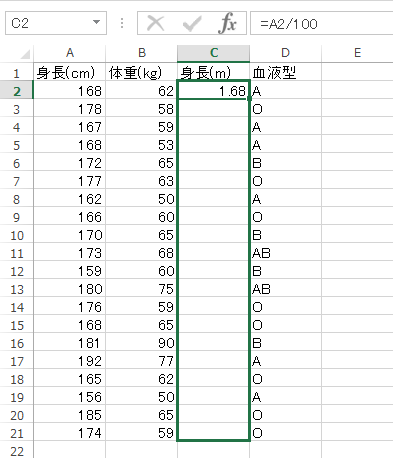 C2 fx =A2/100
A B C D E
1 身長(cm) 体重(kg) 身長(m) 血液型
2 168 62 1.68 A
3 178 58 O
4 167 59 A
5 168 53 A
6 172 65 B
7 177 63 O
8 162 50 A
9 166 60 O
10 170 65 B
11 173 68 AB
12 159 60 B
13 180 75 AB
14 176 59 O
15 168 65 O
16 181 90 B
17 192 77 A
18 165 62 O
19 156 50 A
20 185 65 O
21 174 59 O
22